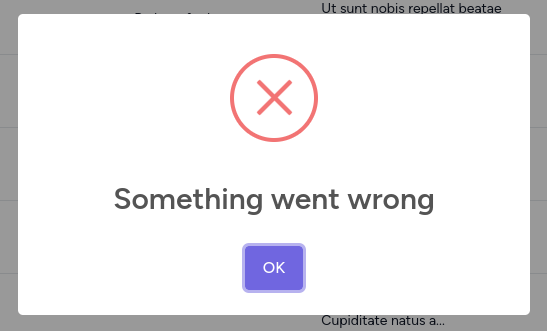 Ut sunt nobis repellat beatae
Something went wrong
OK
Cupiditate natus a...